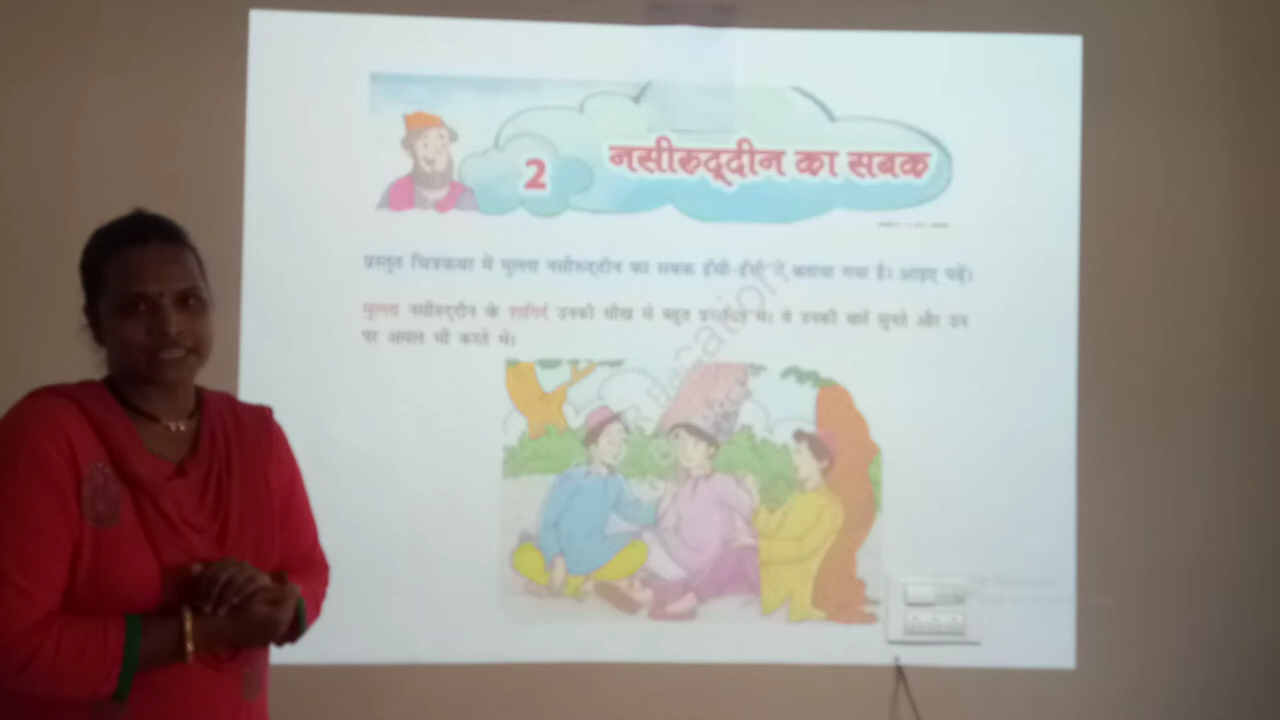 2
नसीरुद्‌दीन का सबक
प्रस्तुत चित्रकथा में मुल्ला नसीरुद्‌दीन का सबक हँसी-हँसी में बताया गया है। आइए पढ़ें।
मुल्ला नसीरुद्‌दीन के शागिर्द उनकी सीख से बहुत प्रभावित थे। वे उनकी बातें सुनते और उन
पर अमल भी करते थे।